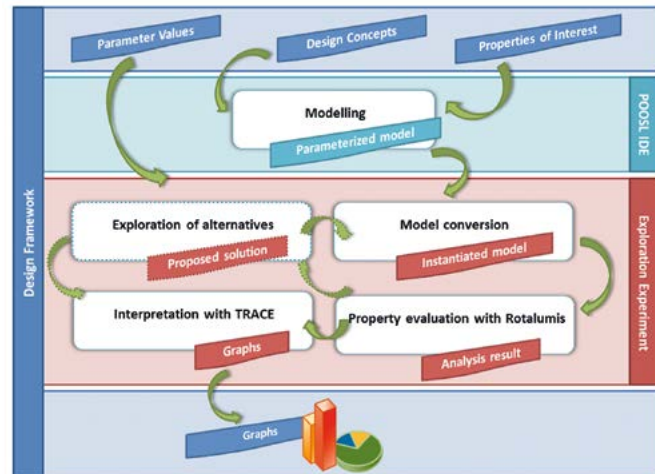 Design Framework
Parameter Values
Design Concepts
Properties of Interest
POOSL IDE
Modelling
Parameterized model
Exploration Experiment
Exploration of alternatives
Proposed solution
Model conversion
Instantiated model
Interpretation with TRACE
Graphs
Property evaluation with Rotalumis
Analysis result
Graphs